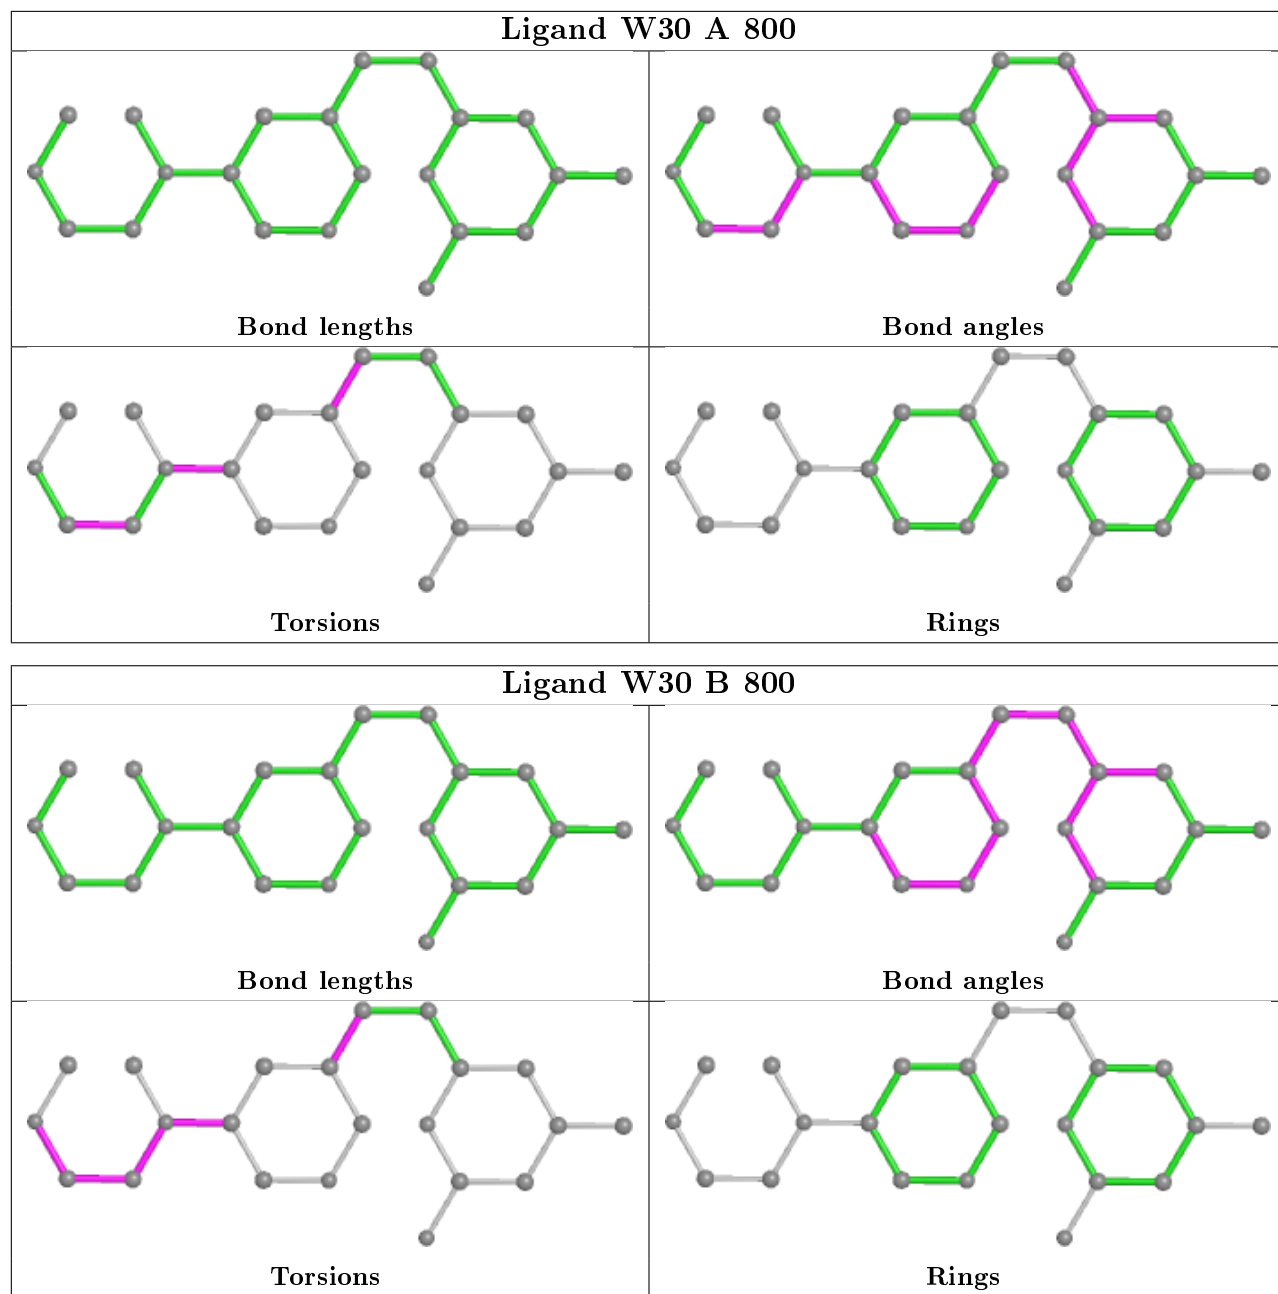 Ligand W30 A 800
Bond lengths
Bond angles
Torsions
Rings
Ligand W30 B 800
Bond lengths
Bond angles
Torsions
Rings